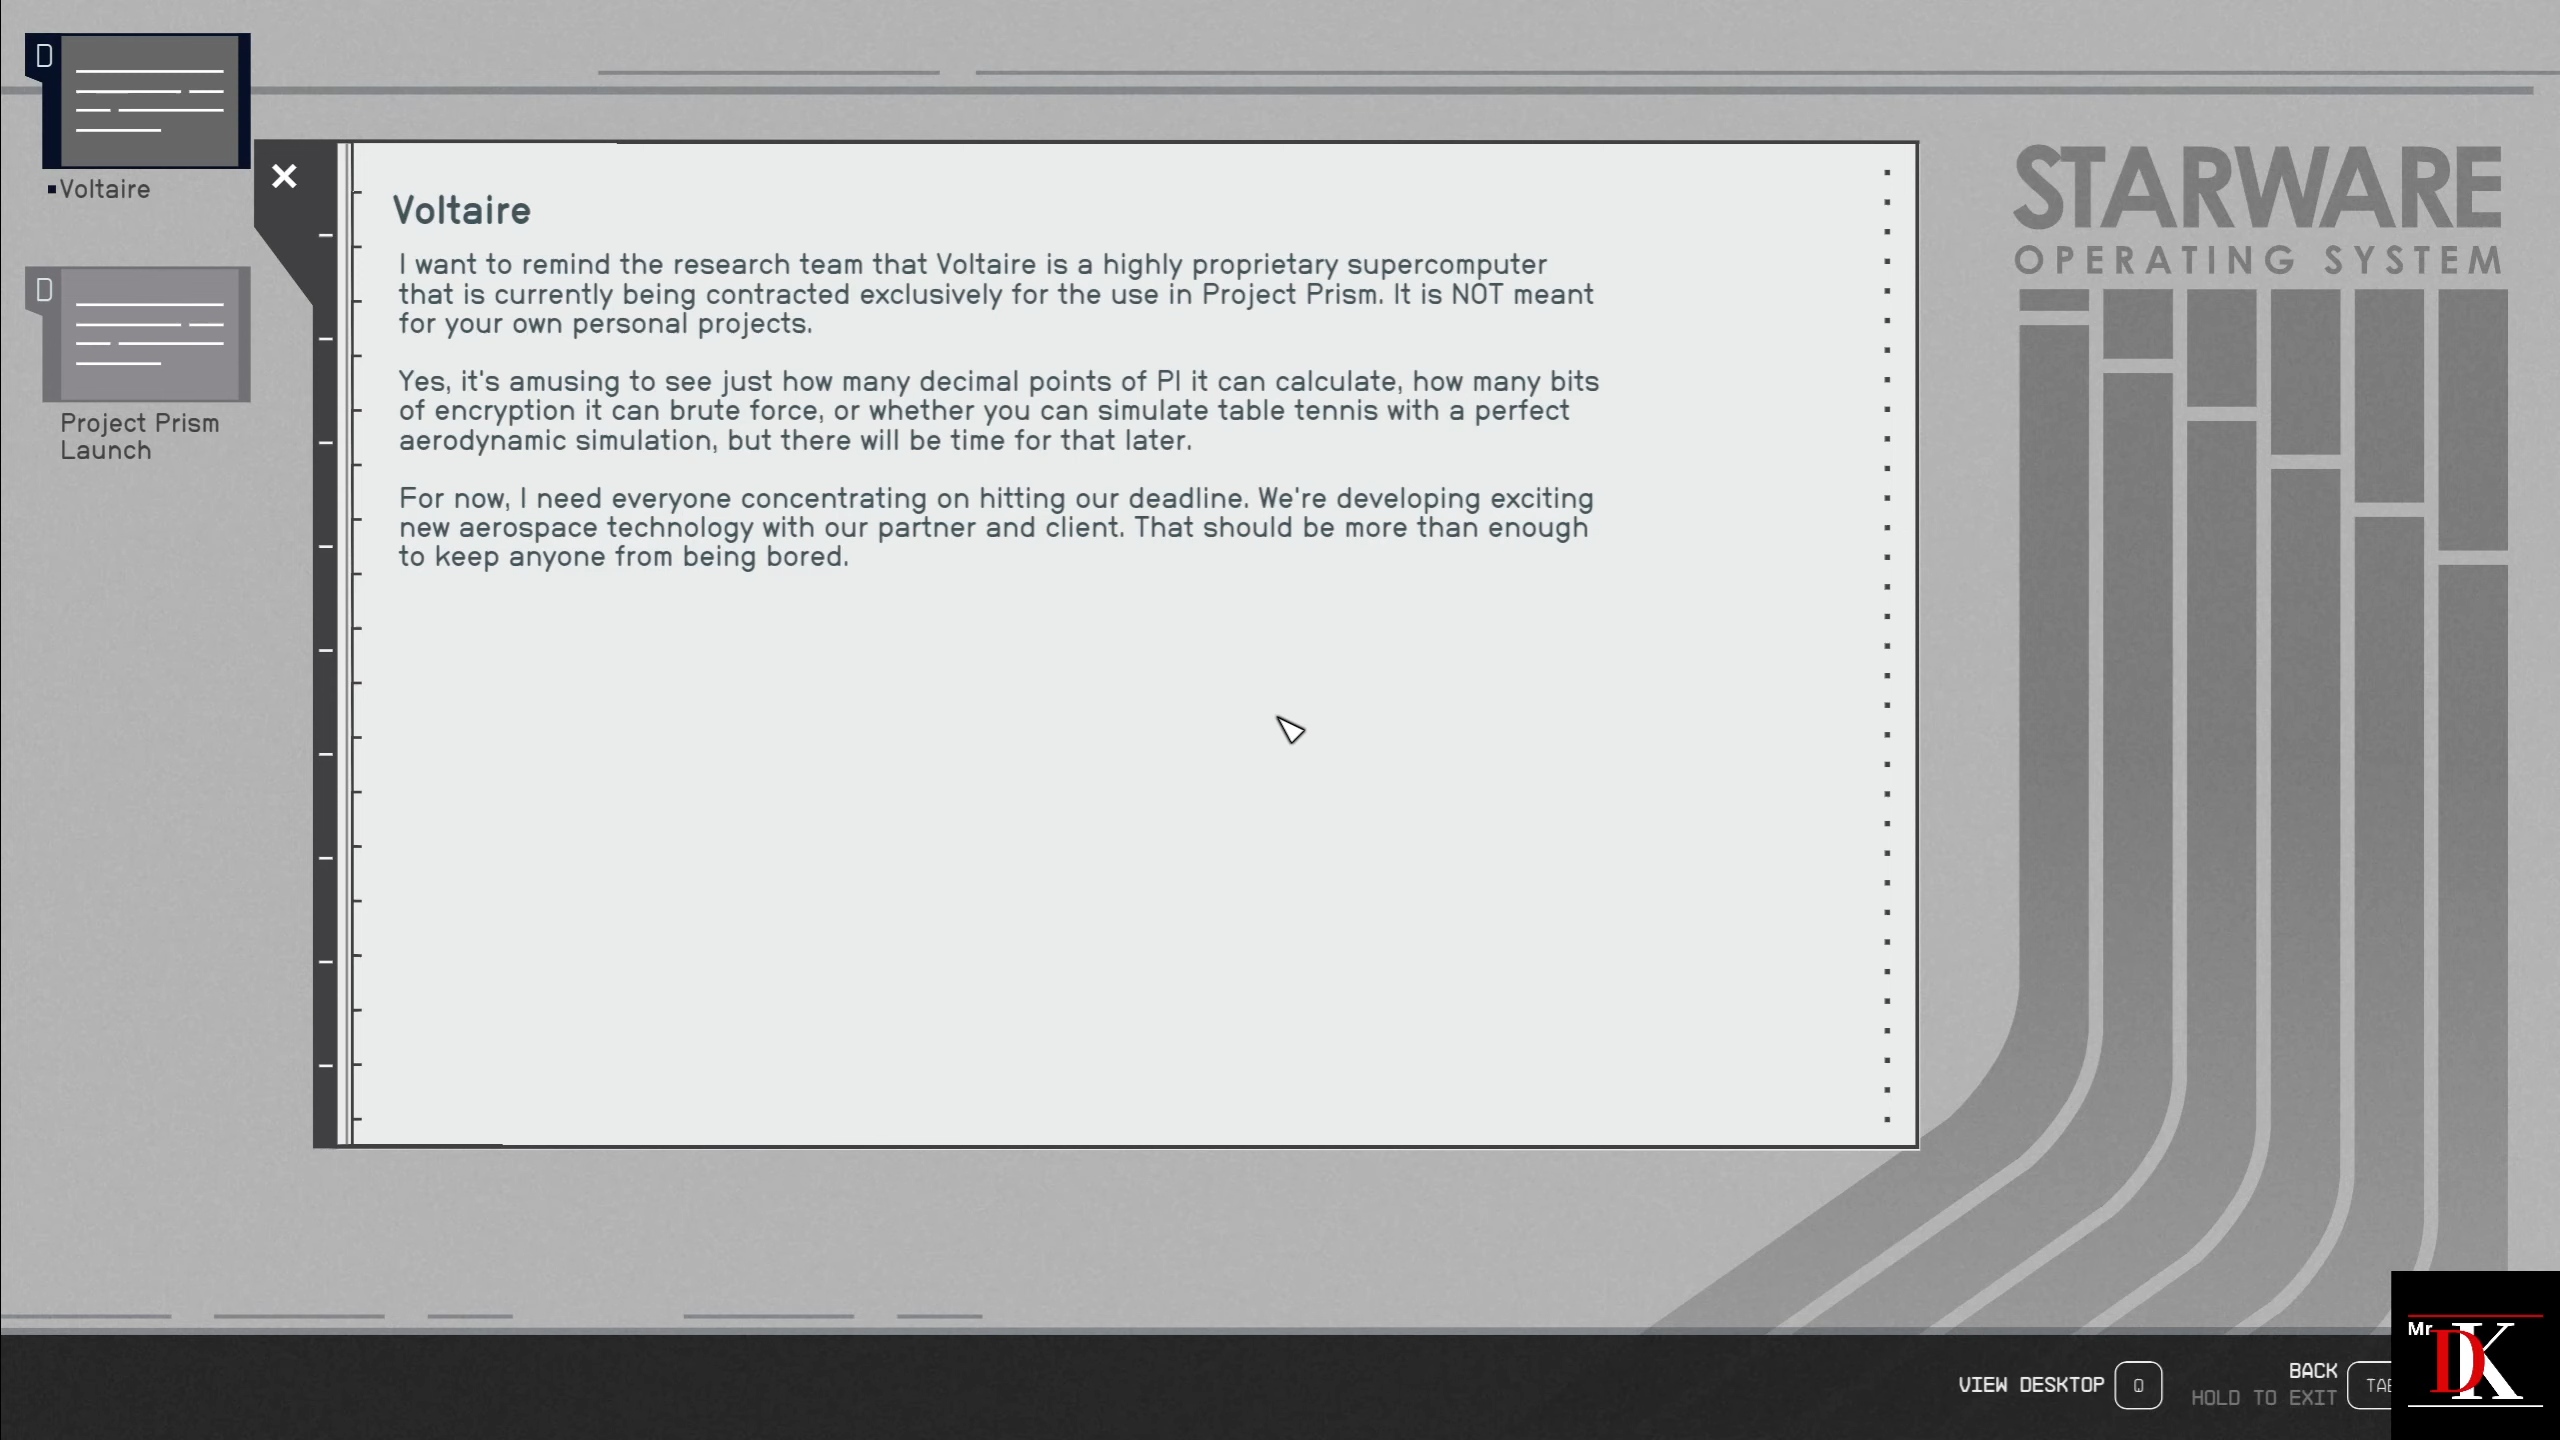 D
Voltaire
D
Project Prism
Launch
Voltaire
I want to remind the research team that Voltaire is a highly proprietary supercomputer
that is currently being contracted exclusively for the use in Project Prism. It is NOT meant
for your own personal projects.
Yes, it's amusing to see just how many decimal points of PI it can calculate, how many bits
of encryption it can brute force, or whether you can simulate table tennis with a perfect
aerodynamic simulation, but there will be time for that later.
For now, I need everyone concentrating on hitting our deadline. We're developing exciting
new aerospace technology with our partner and client. That should be more than enough
to keep anyone from being bored.
STARWARE
OPERATING SYSTEM
VIEW DESKTOP Q
BACK
HOLD TO EXIT
Mr DK